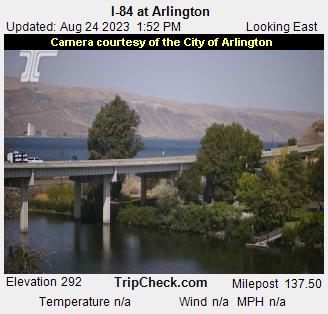 I-84 at Arlington
Updated: Aug 24 2023 1:52 PM Looking East
Camera courtesy of the City of Arlington
Elevation 292 TripCheck.com Milepost 137.50
Temperature n/a Wind n/a MPH n/a